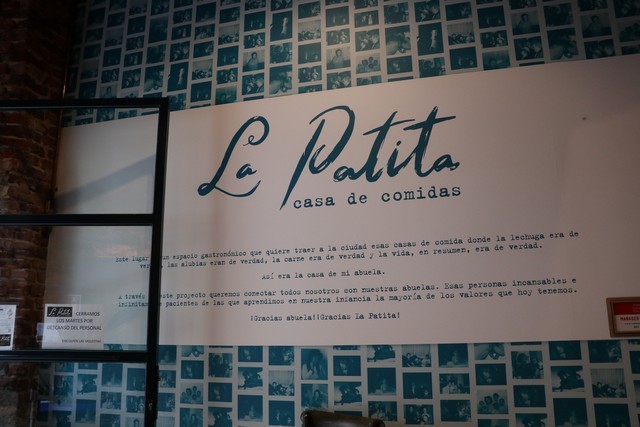 La Patita
casa de comidas
Este lugar un espacio gastronómico que quiere traer a la ciudad esas casas de comida donde la lechuga era de
verdad, las alubias eran de verdad, la carne era de verdad y la vida, en resumen, era de verdad.
Así era la casa de mi abuela.
A través este proyecto queremos conectar todos nosotros con nuestras abuelas. Esas personas incansables e
pacientes de las que aprendimos en nuestra infancia la mayoría de los valores que hoy tenemos.
¡Gracias abuela!¡Gracias La Patita!
CERRAMOS
LOS MARTES POR
DESCANSO DEL PERSONAL